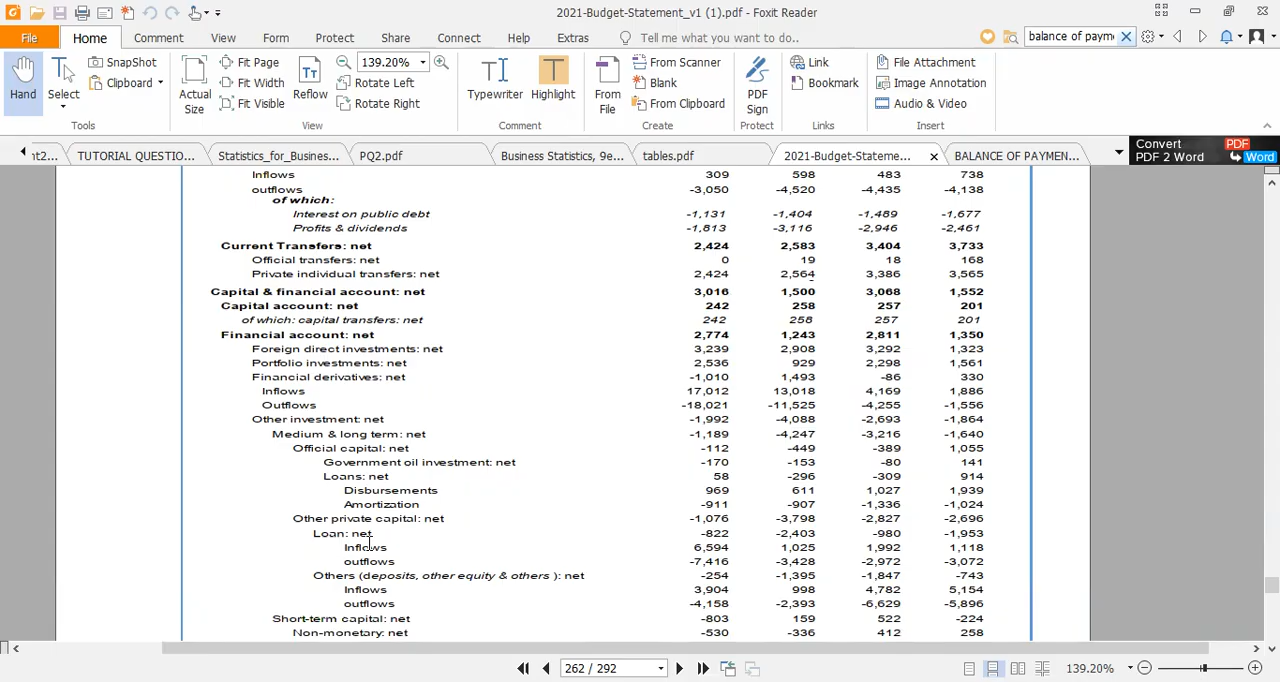 2021-Budget-Statement_v1 (1).pdf - Foxit Reader
File Home Comment View Form Protect Share Connect Help Extras Tell me what you want to do.. balance of paym
Hand Select SnapShot Clipboard Actual Size Fit Page Fit Width Fit Visible Reflow 139.20% Rotate Left Rotate Right Typewriter Highlight From File From Scanner Blank From Clipboard PDF Sign Link Bookmark File Attachment Image Annotation Audio & Video
Tools View Comment Create Protect Links Insert
nt2... TUTORIAL QUESTIO... Statistics_for_Busines... PQ2.pdf Business Statistics, 9e... tables.pdf 2021-Budget-Stateme... BALANCE OF PAYMEN... Convert PDF 2 Word PDF Word
Inflows 309 598 483 738
outflows -3,050 -4,520 -4,435 -4,138
of which:
Interest on public debt -1,131 -1,404 -1,489 -1,677
Profits & dividends -1,813 -3,116 -2,946 -2,461
Current Transfers: net 2,424 2,583 3,404 3,733
Official transfers: net 0 19 18 168
Private individual transfers: net 2,424 2,564 3,386 3,565
Capital & financial account: net 3,016 1,500 3,068 1,552
Capital account: net 242 258 257 201
of which: capital transfers: net 242 258 257 201
Financial account: net 2,774 1,243 2,811 1,350
Foreign direct investments: net 3,239 2,908 3,292 1,323
Portfolio investments: net 2,536 929 2,298 1,561
Financial derivatives: net -1,010 1,493 -86 330
Inflows 17,012 13,018 4,169 1,886
Outflows -18,021 -11,525 -4,255 -1,556
Other investment: net -1,992 -4,088 -2,693 -1,864
Medium & long term: net -1,189 -4,247 -3,216 -1,640
Official capital: net -112 -449 -389 1,055
Government oil investment: net -170 -153 -80 141
Loans: net 58 -296 -309 914
Disbursements 969 611 1,027 1,939
Amortization -911 -907 -1,336 -1,024
Other private capital: net -1,076 -3,798 -2,827 -2,696
Loan: net -822 -2,403 -980 -1,953
Inflows 6,594 1,025 1,992 1,118
outflows -7,416 -3,428 -2,972 -3,072
Others (deposits, other equity & others ): net -254 -1,395 -1,847 -743
Inflows 3,904 998 4,782 5,154
outflows -4,158 -2,393 -6,629 -5,896
Short-term capital: net -803 159 522 -224
Non-monetary: net -530 -336 412 258
262 / 292 139.20%